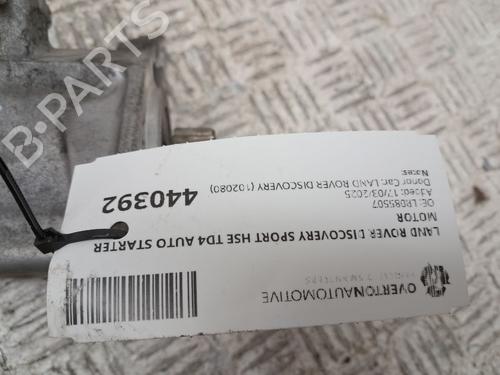 OVERTONAUTOMOTIVE
LAND ROVER DISCOVERY SPORT HSE TD4 AUTO STARTER
MOTOR
OE: LR085507
Added: 17/03/2025
Donor Car: LAND ROVER DISCOVERY (102080)
Notes:
440392
B-PARTS